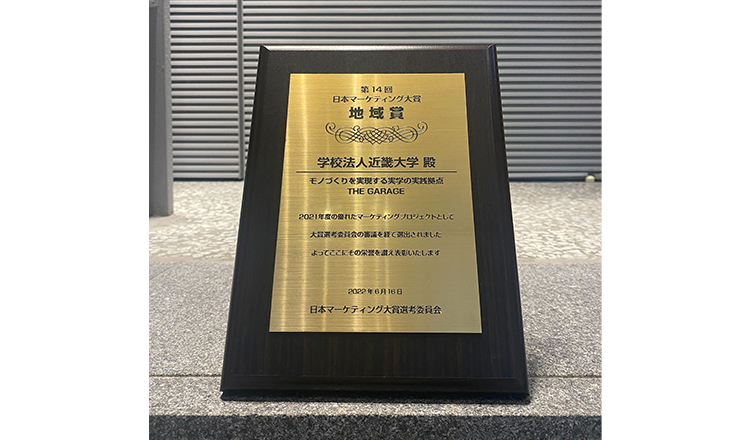 第14回
日本マーケティング大賞
地域賞
学校法人近畿大学 殿
モノづくりを実現する実学の実践拠点
THE GARAGE
2021年度の優れたマーケティングプロジェクトとして
大賞選考委員会の審議を経て選出されました
よってここにその栄誉を讃え表彰いたします
2022年6月16日
日本マーケティング大賞選考委員会